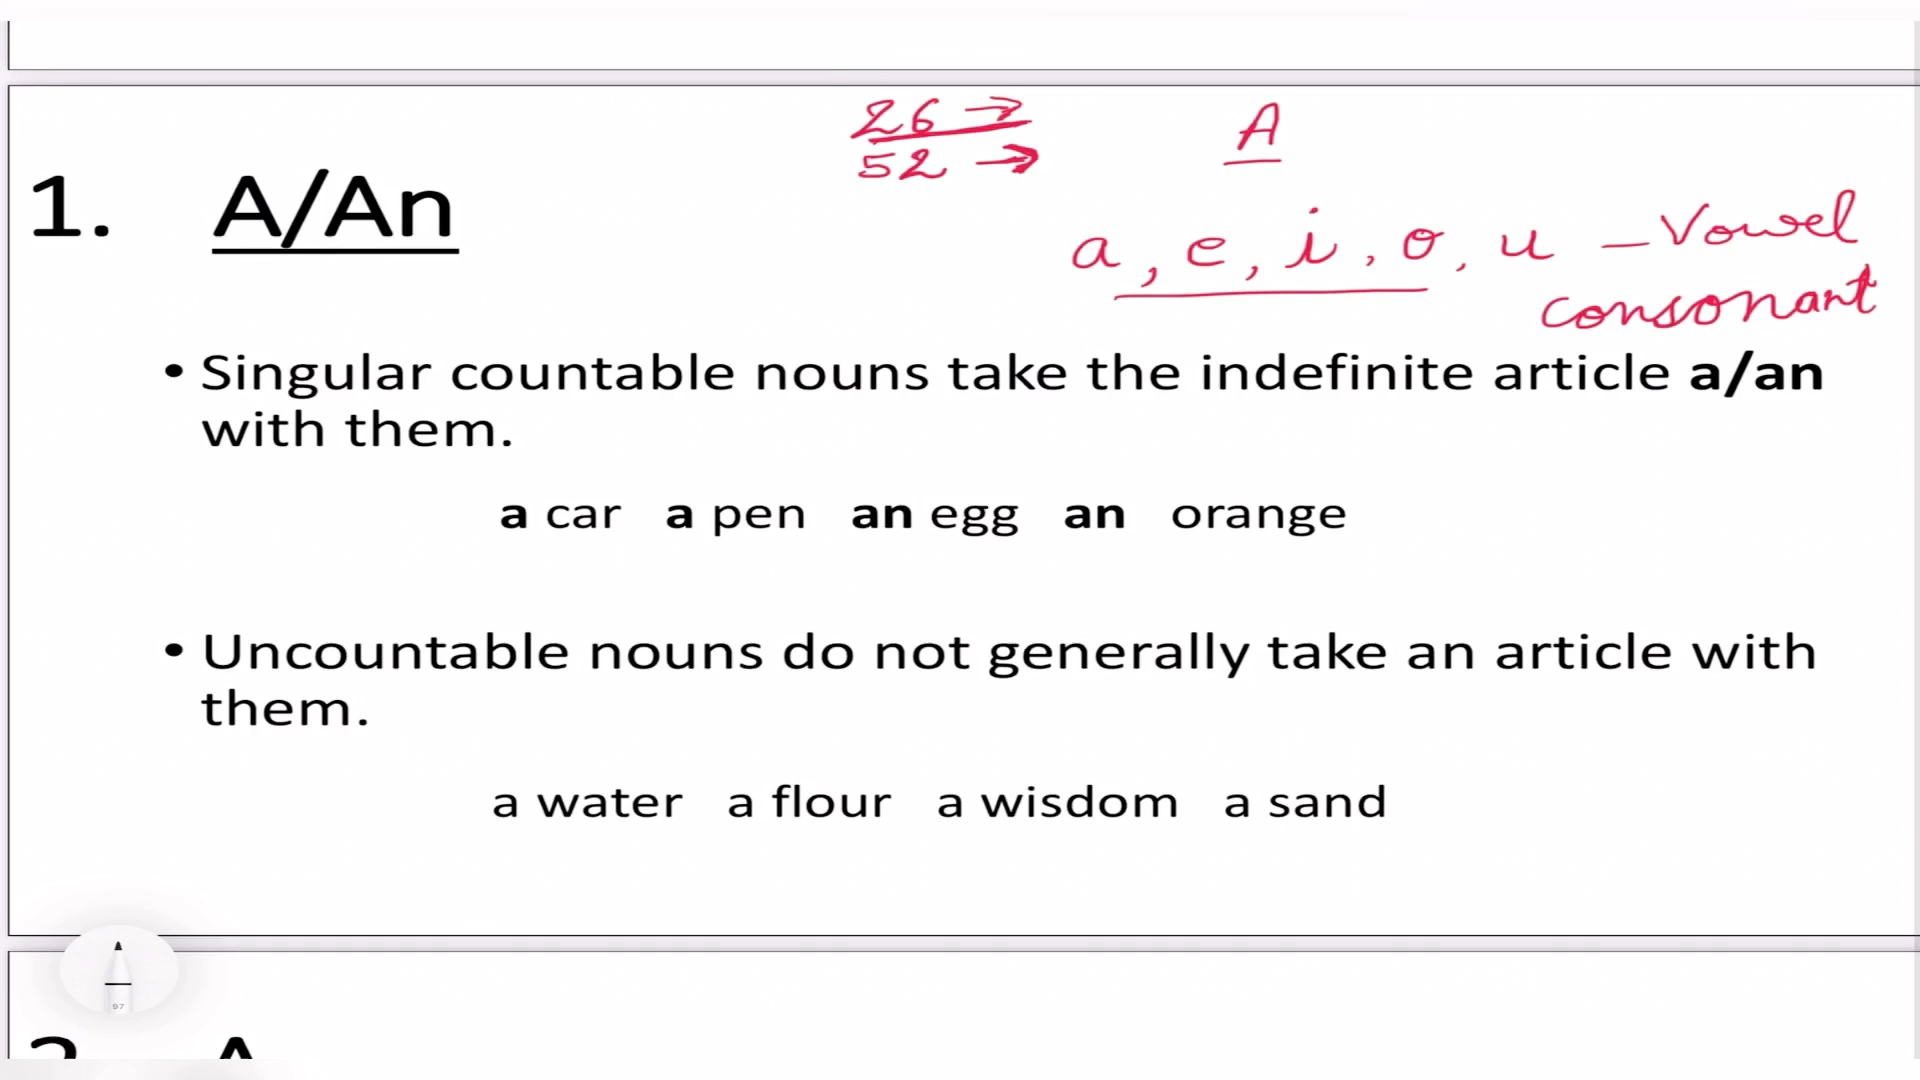 26 → A
52 →
1. A/An
a, e, i, o, u – Vowel
consonant
• Singular countable nouns take the indefinite article a/an
with them.
a car a pen an egg an orange
• Uncountable nouns do not generally take an article with
them.
a water a flour a wisdom a sand
97